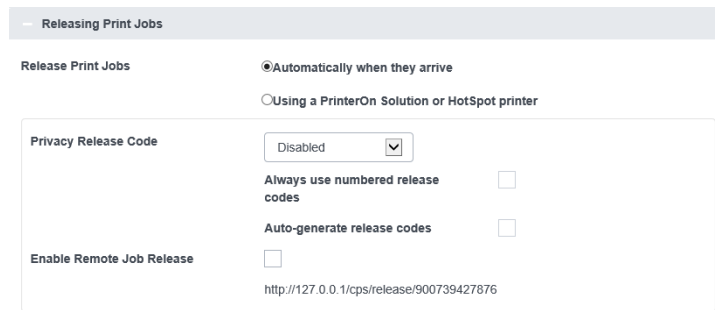 Releasing Print Jobs
Release Print Jobs
Automatically when they arrive
Using a PrinterOn Solution or HotSpot printer
Privacy Release Code
Disabled
Always use numbered release
codes
Auto-generate release codes
Enable Remote Job Release
http://127.0.0.1/cps/release/900739427876